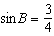 sin B = 3/4